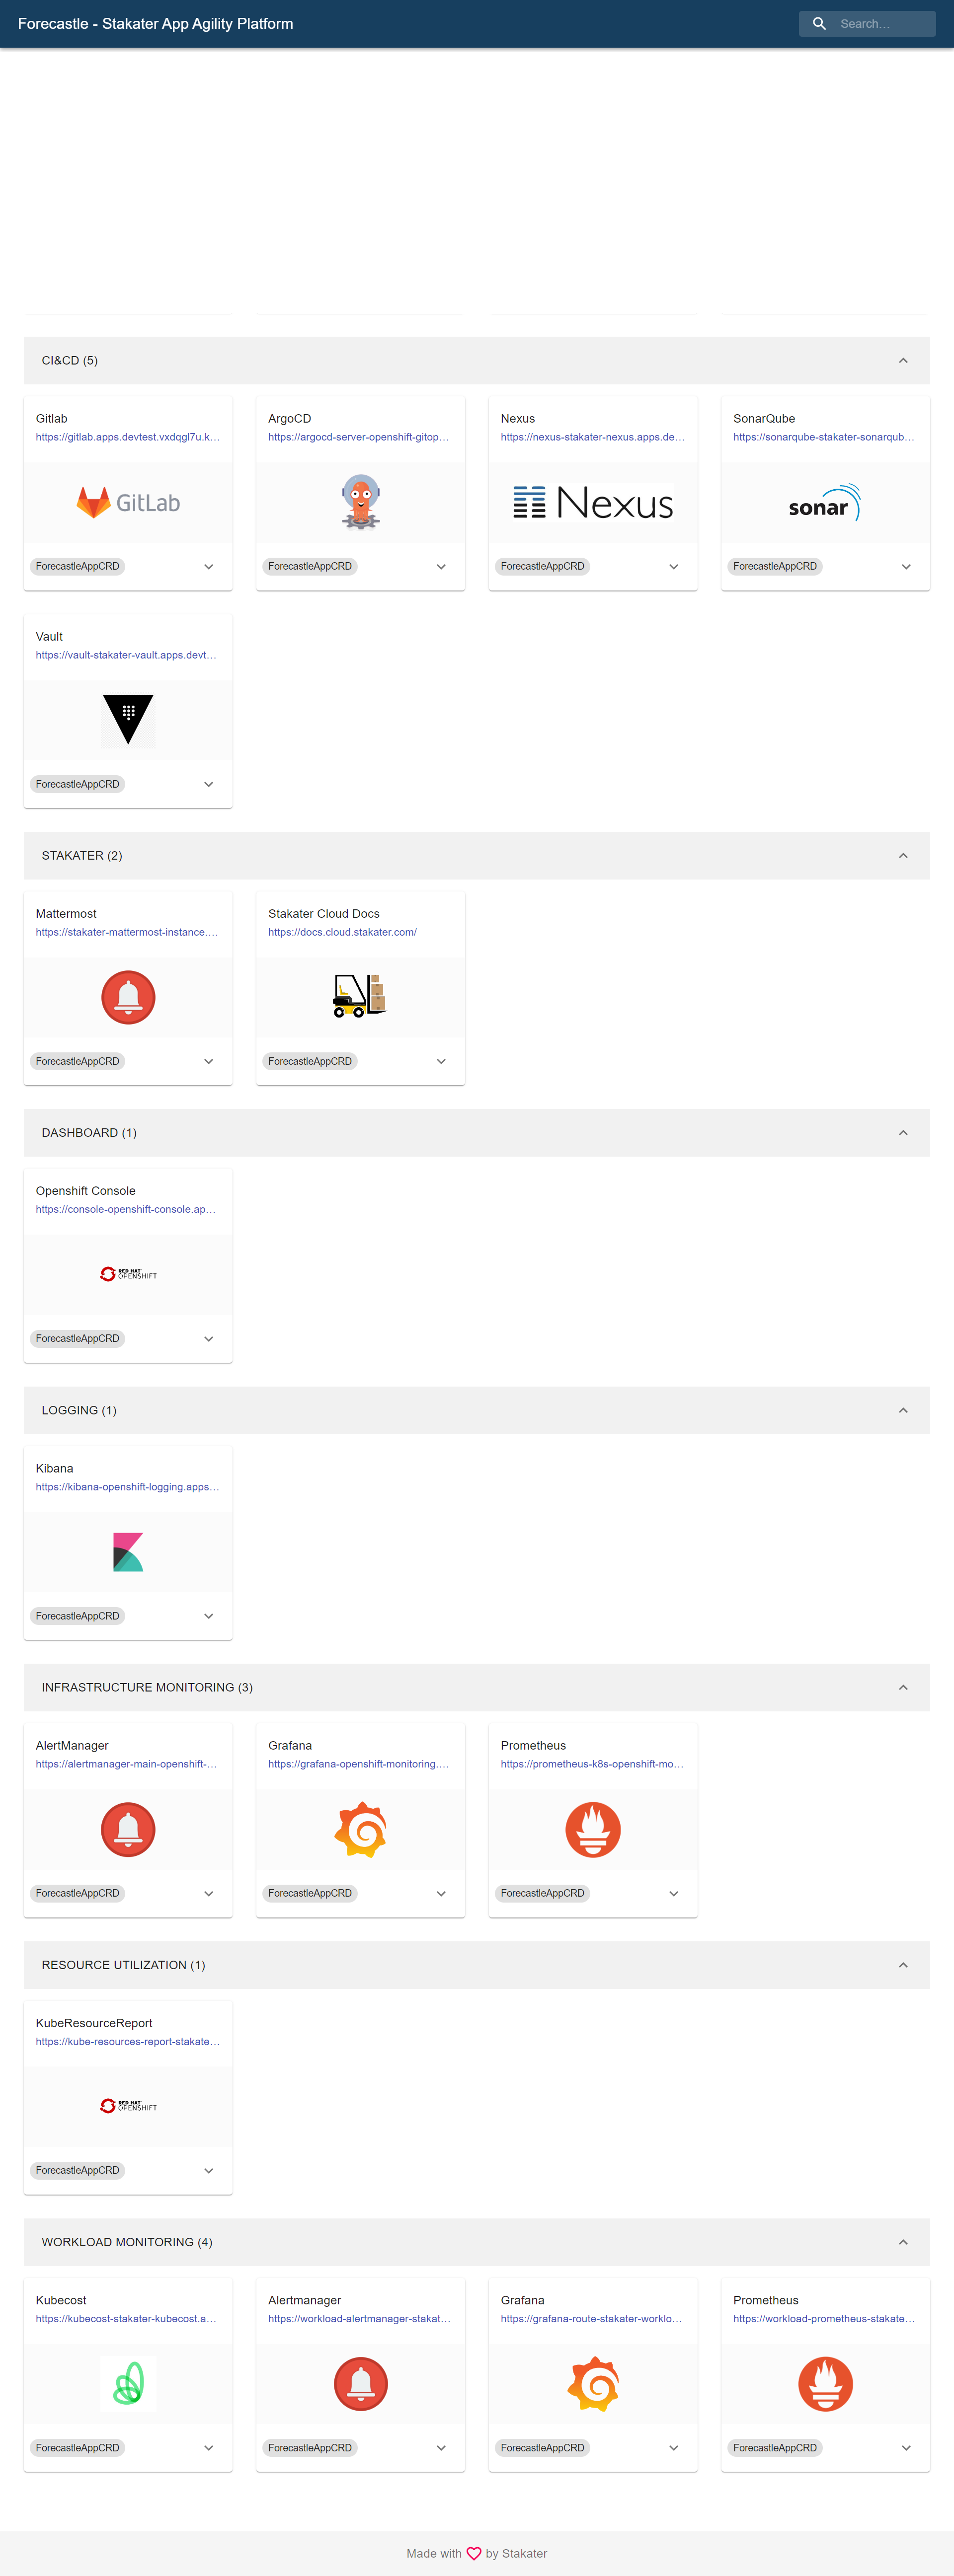 Forecastle - Stakater App Agility Platform
Search…
CI&CD (5)
Gitlab
https://gitlab.apps.devtest.vxdqgl7u.k…
GitLab
ForecastleAppCRD
ArgoCD
https://argocd-server-openshift-gitop…
ForecastleAppCRD
Nexus
https://nexus-stakater-nexus.apps.de…
Nexus
ForecastleAppCRD
SonarQube
https://sonarqube-stakater-sonarqub…
sonar
ForecastleAppCRD
Vault
https://vault-stakater-vault.apps.devt…
ForecastleAppCRD
STAKATER (2)
Mattermost
https://stakater-mattermost-instance.…
ForecastleAppCRD
Stakater Cloud Docs
https://docs.cloud.stakater.com/
ForecastleAppCRD
DASHBOARD (1)
Openshift Console
https://console-openshift-console.ap…
RED HAT
OPENSHIFT
ForecastleAppCRD
LOGGING (1)
Kibana
https://kibana-openshift-logging.apps…
ForecastleAppCRD
INFRASTRUCTURE MONITORING (3)
AlertManager
https://alertmanager-main-openshift-…
ForecastleAppCRD
Grafana
https://grafana-openshift-monitoring.…
ForecastleAppCRD
Prometheus
https://prometheus-k8s-openshift-mo…
ForecastleAppCRD
RESOURCE UTILIZATION (1)
KubeResourceReport
https://kube-resources-report-stakate…
RED HAT
OPENSHIFT
ForecastleAppCRD
WORKLOAD MONITORING (4)
Kubecost
https://kubecost-stakater-kubecost.a…
ForecastleAppCRD
Alertmanager
https://workload-alertmanager-stakat…
ForecastleAppCRD
Grafana
https://grafana-route-stakater-worklo…
ForecastleAppCRD
Prometheus
https://workload-prometheus-stakate…
ForecastleAppCRD
Made with by Stakater